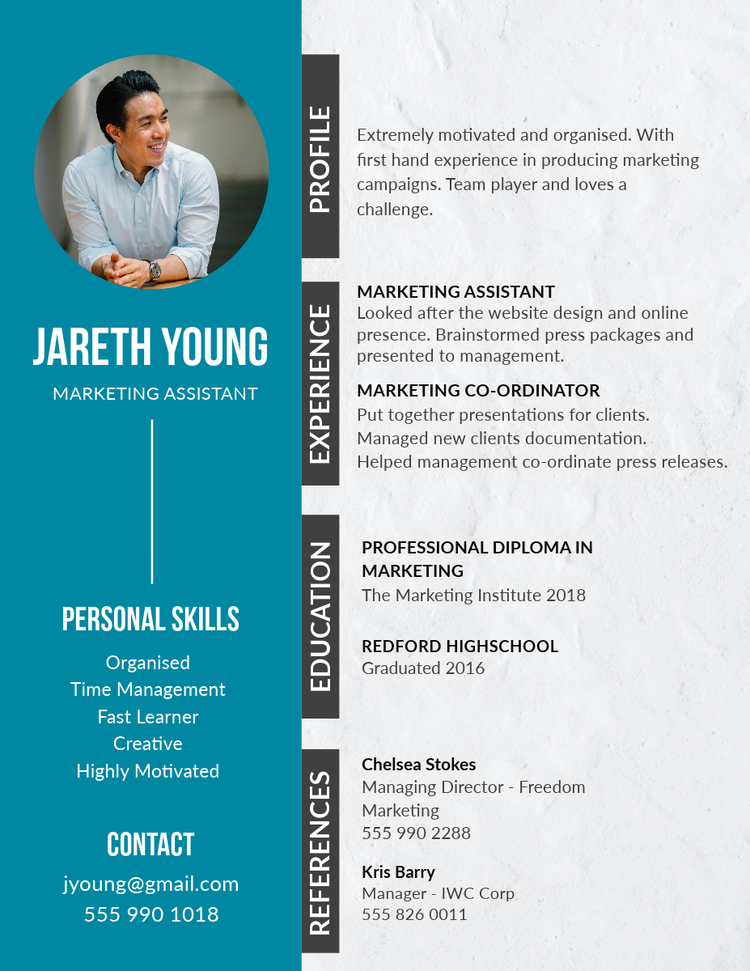 JARETH YOUNG
MARKETING ASSISTANT
PERSONAL SKILLS
Organised
Time Management
Fast Learner
Creative
Highly Motivated
CONTACT
jyoung@gmail.com
555 990 1018
PROFILE
Extremely motivated and organised. With
first hand experience in producing marketing
campaigns. Team player and loves a
challenge.
EXPERIENCE
MARKETING ASSISTANT
Looked after the website design and online
presence. Brainstormed press packages and
presented to management.
MARKETING CO-ORDINATOR
Put together presentations for clients.
Managed new clients documentation.
Helped management co-ordinate press releases.
EDUCATION
PROFESSIONAL DIPLOMA IN
MARKETING
The Marketing Institute 2018
REDFORD HIGHSCHOOL
Graduated 2016
REFERENCES
Chelsea Stokes
Managing Director - Freedom
Marketing
555 990 2288
Kris Barry
Manager - IWC Corp
555 826 0011